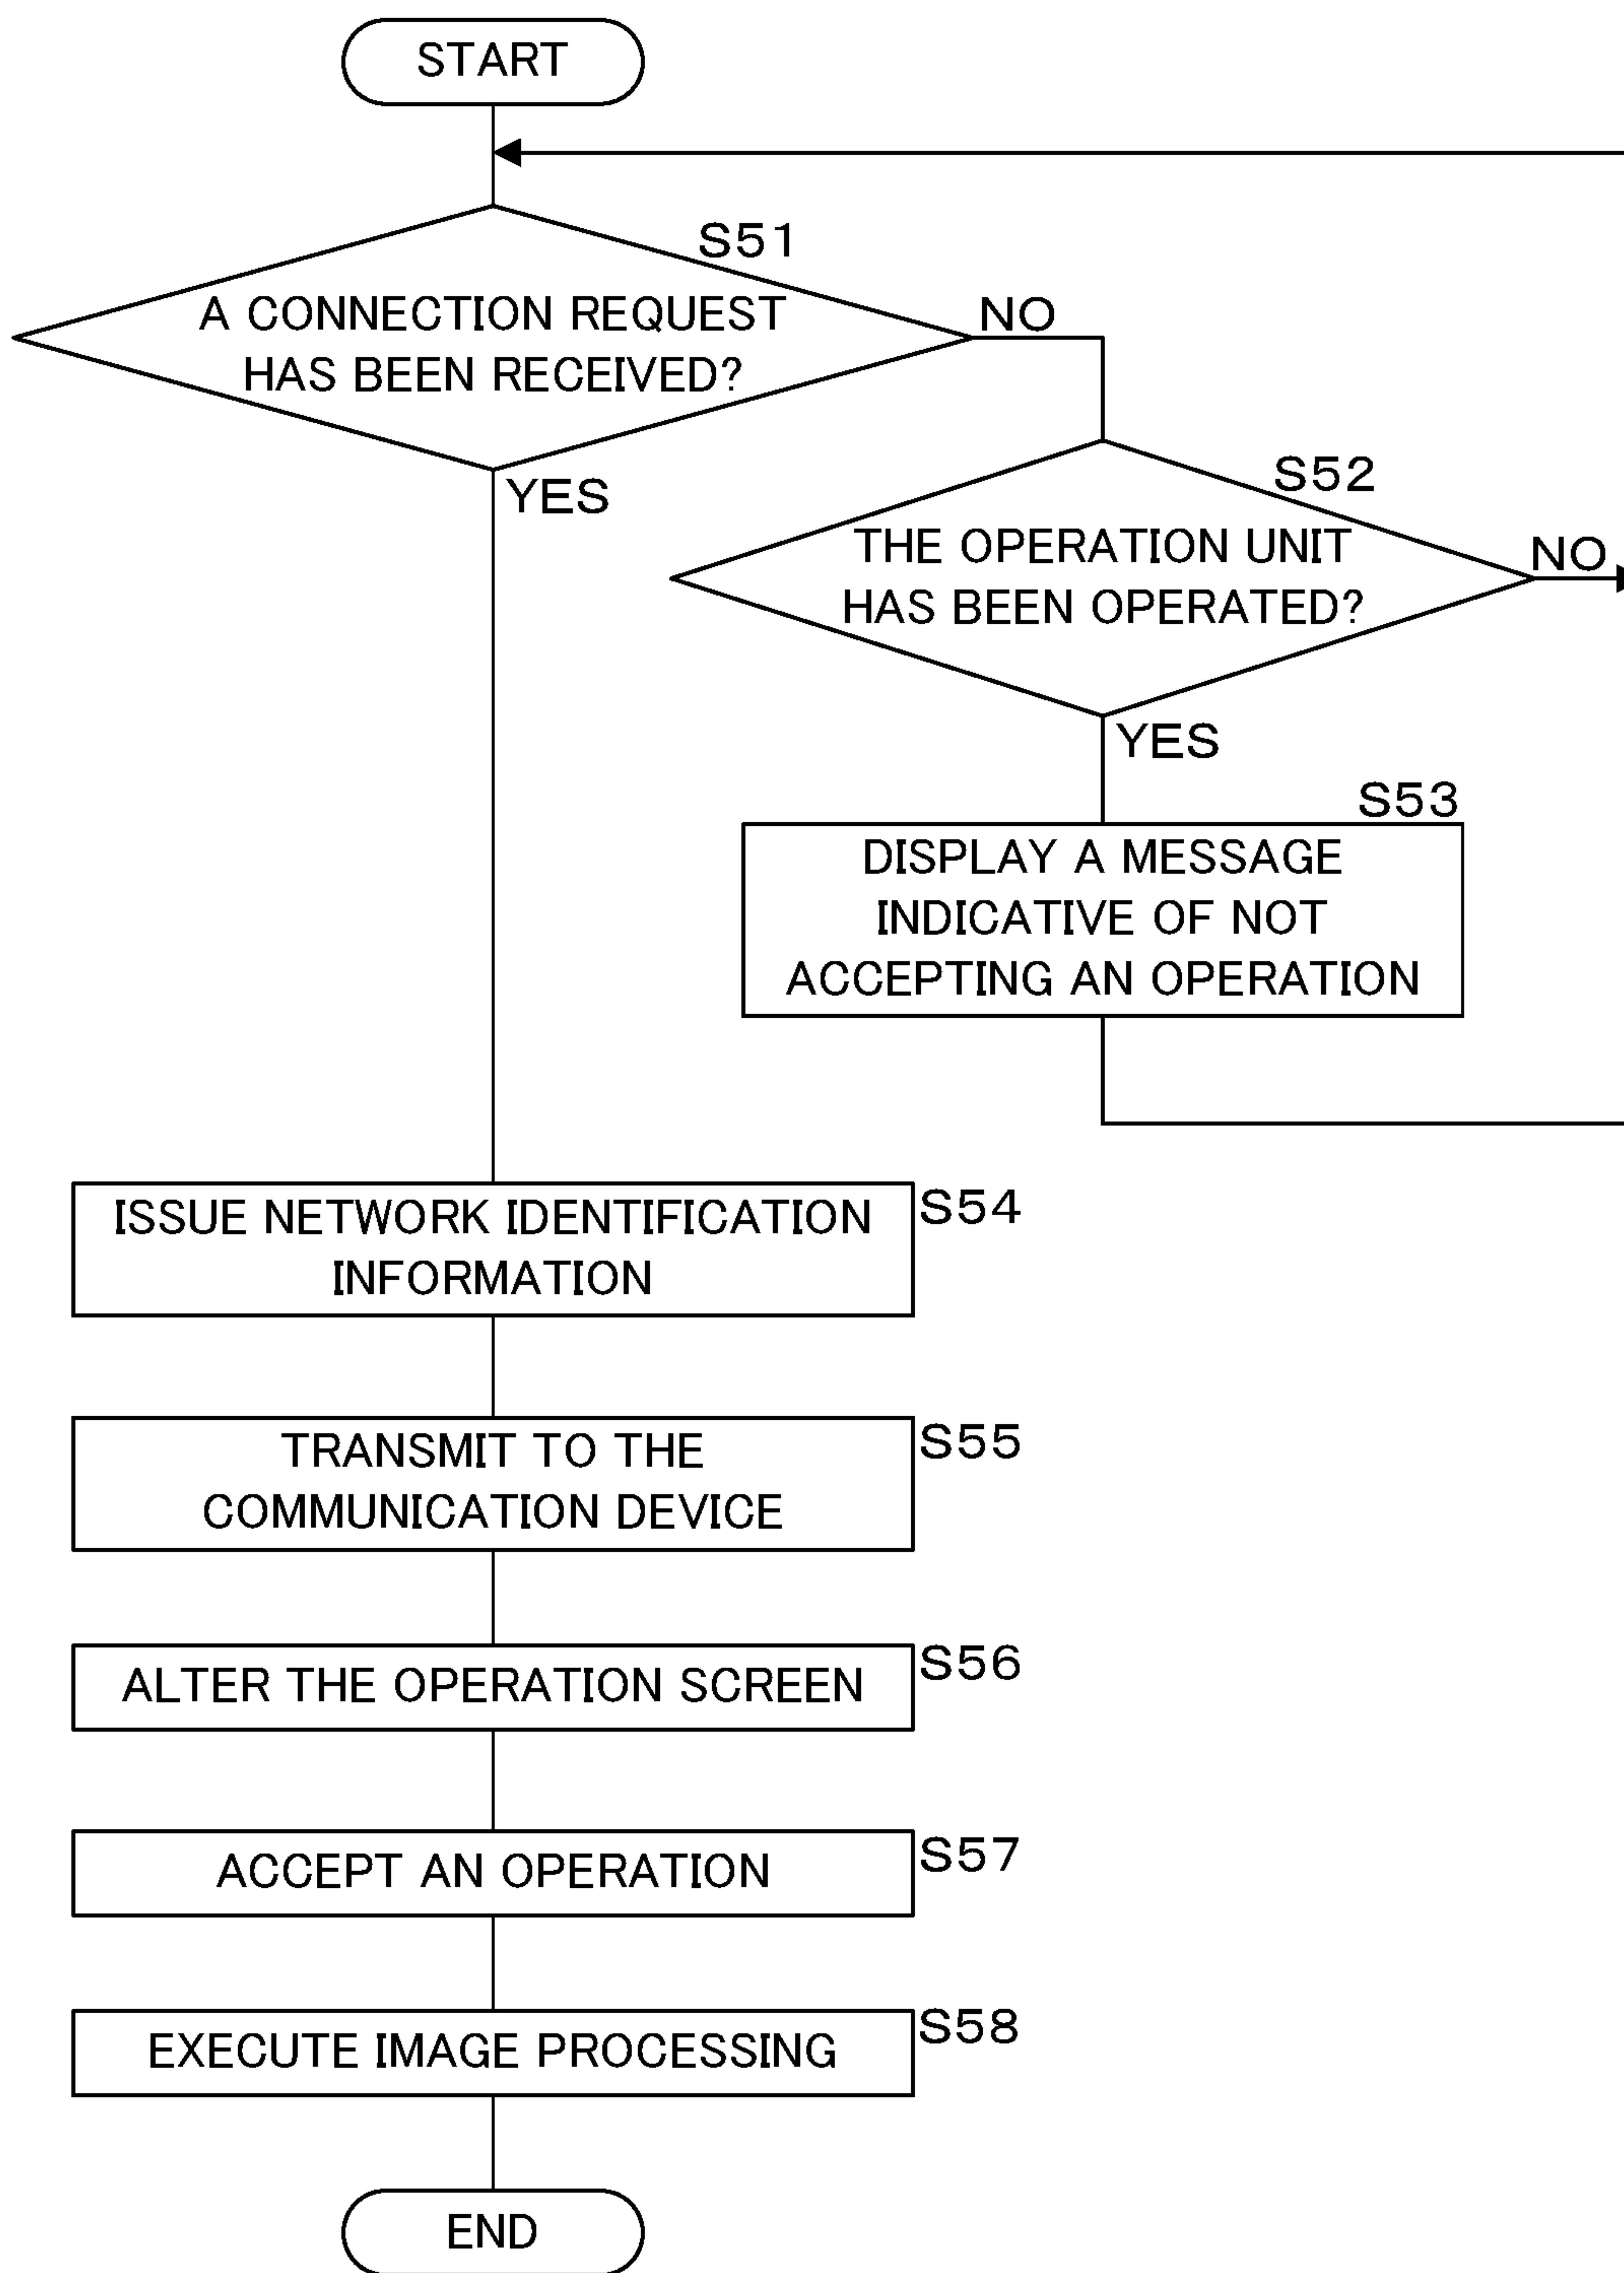 START
S51
A CONNECTION REQUEST
HAS BEEN RECEIVED?
NO
YES
S52
THE OPERATION UNIT
HAS BEEN OPERATED?
NO
YES
S53
DISPLAY A MESSAGE
INDICATIVE OF NOT
ACCEPTING AN OPERATION
ISSUE NETWORK IDENTIFICATION
INFORMATION
S54
TRANSMIT TO THE
COMMUNICATION DEVICE
S55
ALTER THE OPERATION SCREEN
S56
ACCEPT AN OPERATION
S57
EXECUTE IMAGE PROCESSING
S58
END